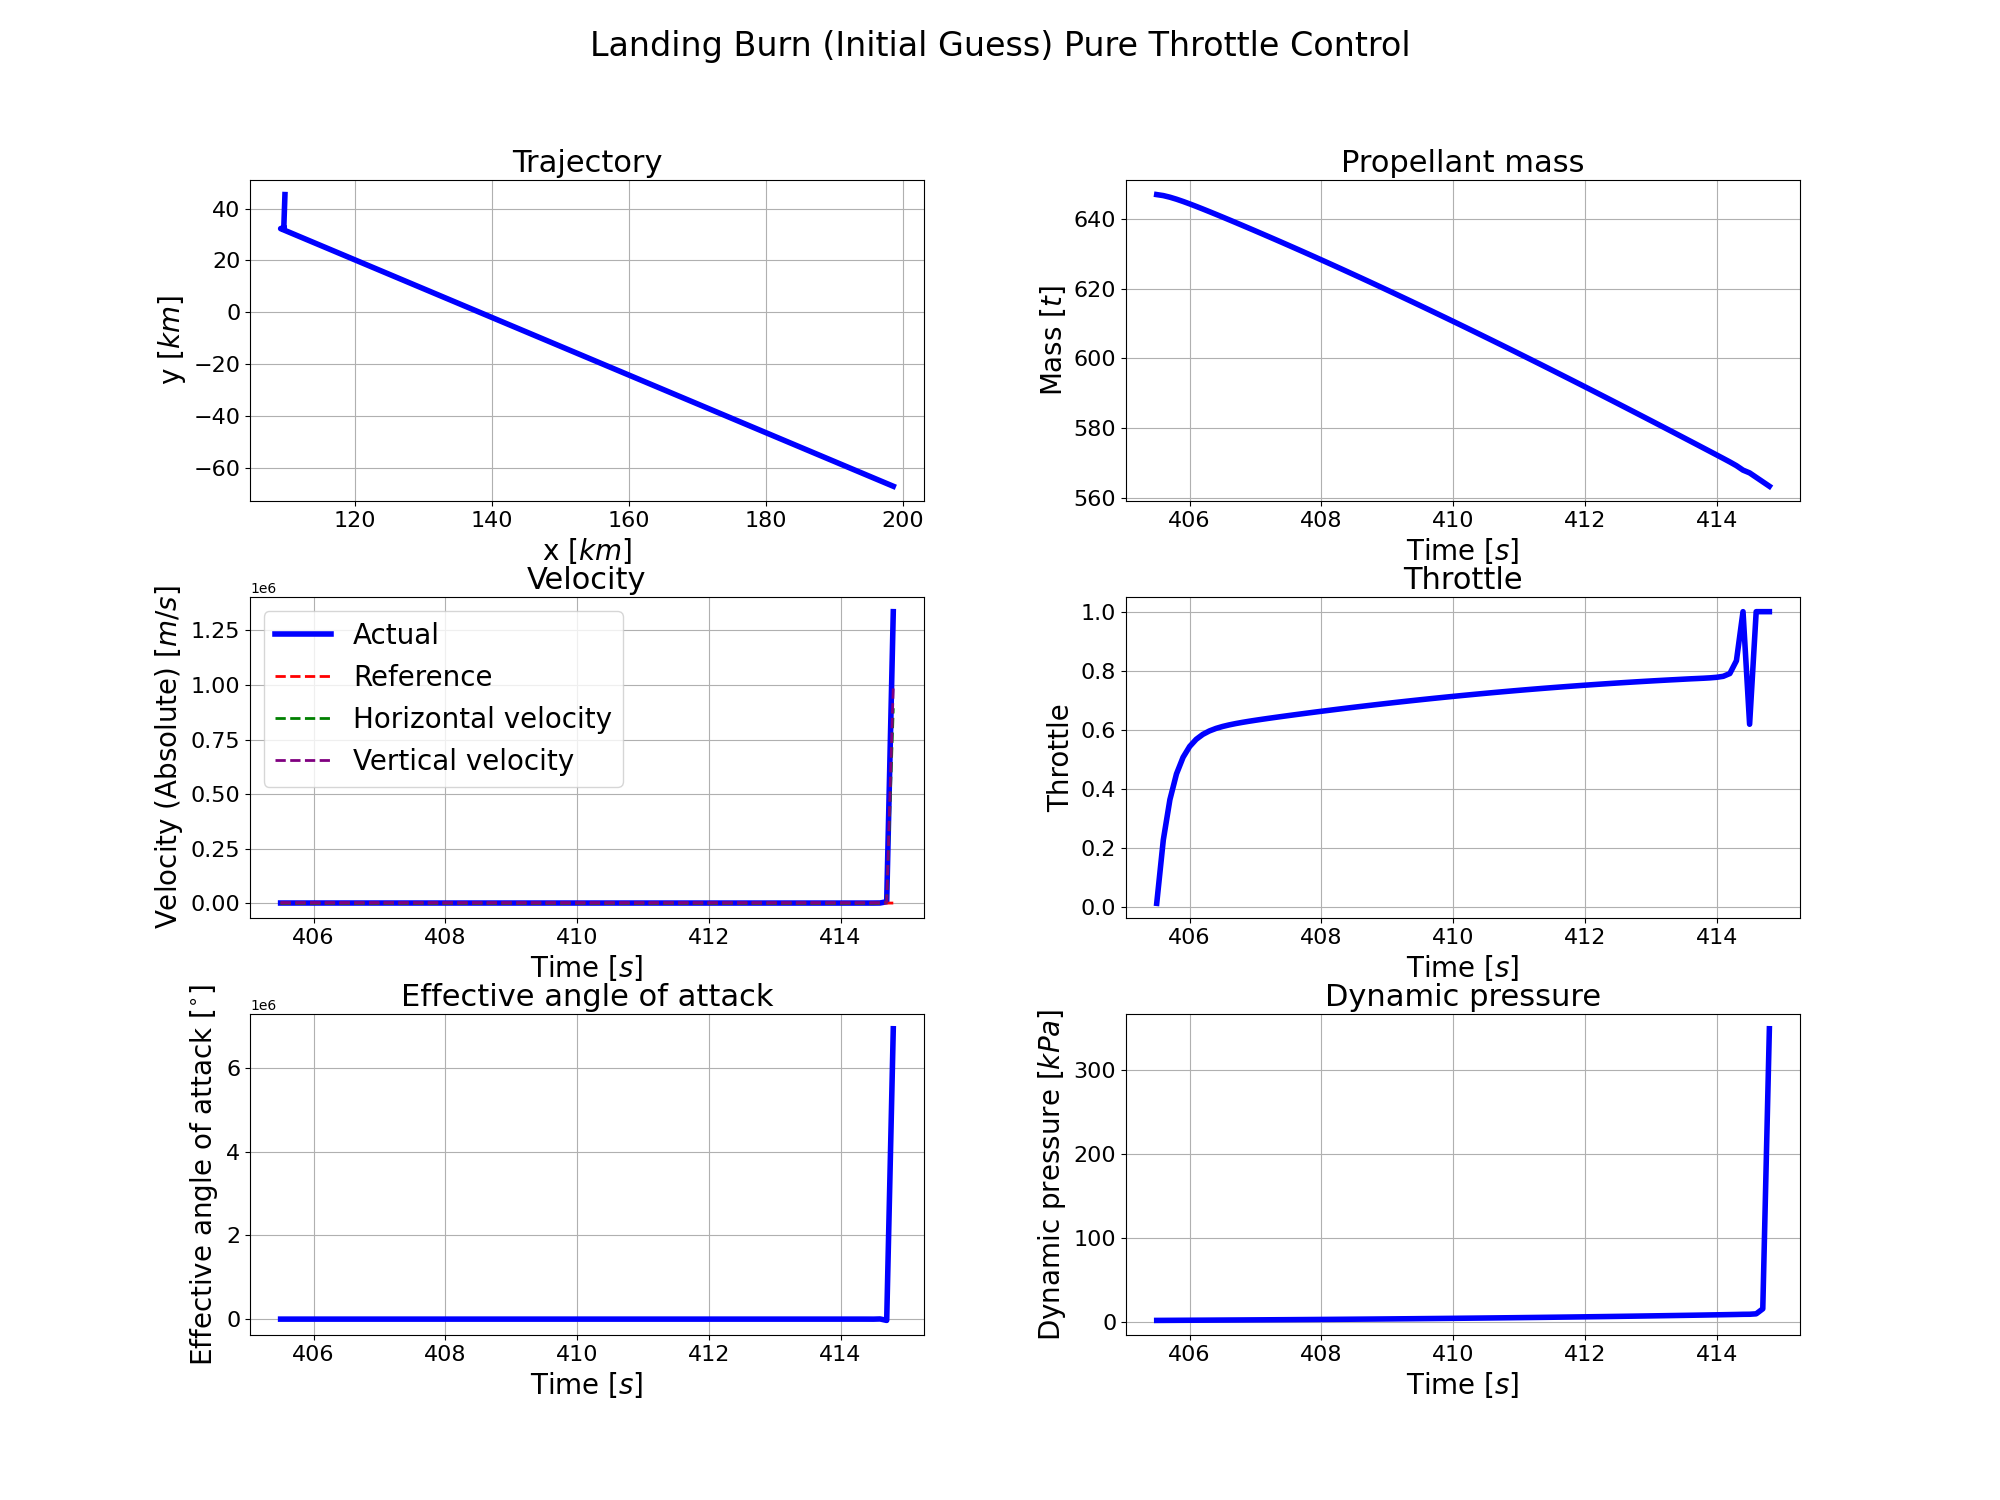 Landing Burn (Initial Guess) Pure Throttle Control
Trajectory
y [km]
40
20
0
−20
−40
−60
120 140 160 180 200
x [km]
Propellant mass
Mass [t]
640
620
600
580
560
406 408 410 412 414
Time [s]
Velocity
1e6
Velocity (Absolute) [m/s]
1.25
1.00
0.75
0.50
0.25
0.00
Actual
Reference
Horizontal velocity
Vertical velocity
406 408 410 412 414
Time [s]
Throttle
Throttle
1.0
0.8
0.6
0.4
0.2
0.0
406 408 410 412 414
Time [s]
Effective angle of attack
1e6
Effective angle of attack [°]
6
4
2
0
406 408 410 412 414
Time [s]
Dynamic pressure
Dynamic pressure [kPa]
300
200
100
0
406 408 410 412 414
Time [s]